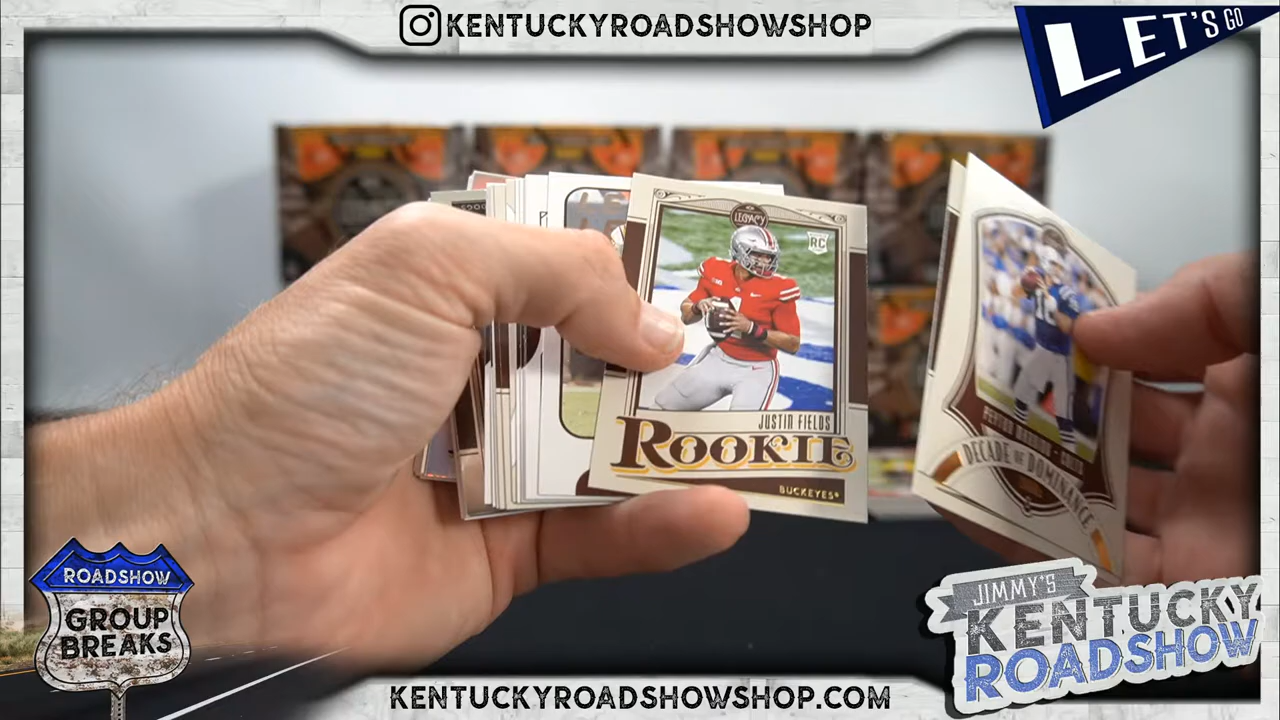 KENTUCKYROADSHOWSHOP
LET'S GO
LEGACY
RC
JUSTIN FIELDS
ROOKIE
BUCKEYES
DECADE OF DOMINANCE
ROADSHOW
GROUP
BREAKS
JIMMY'S
KENTUCKY
ROADSHOW
KENTUCKYROADSHOWSHOP.COM